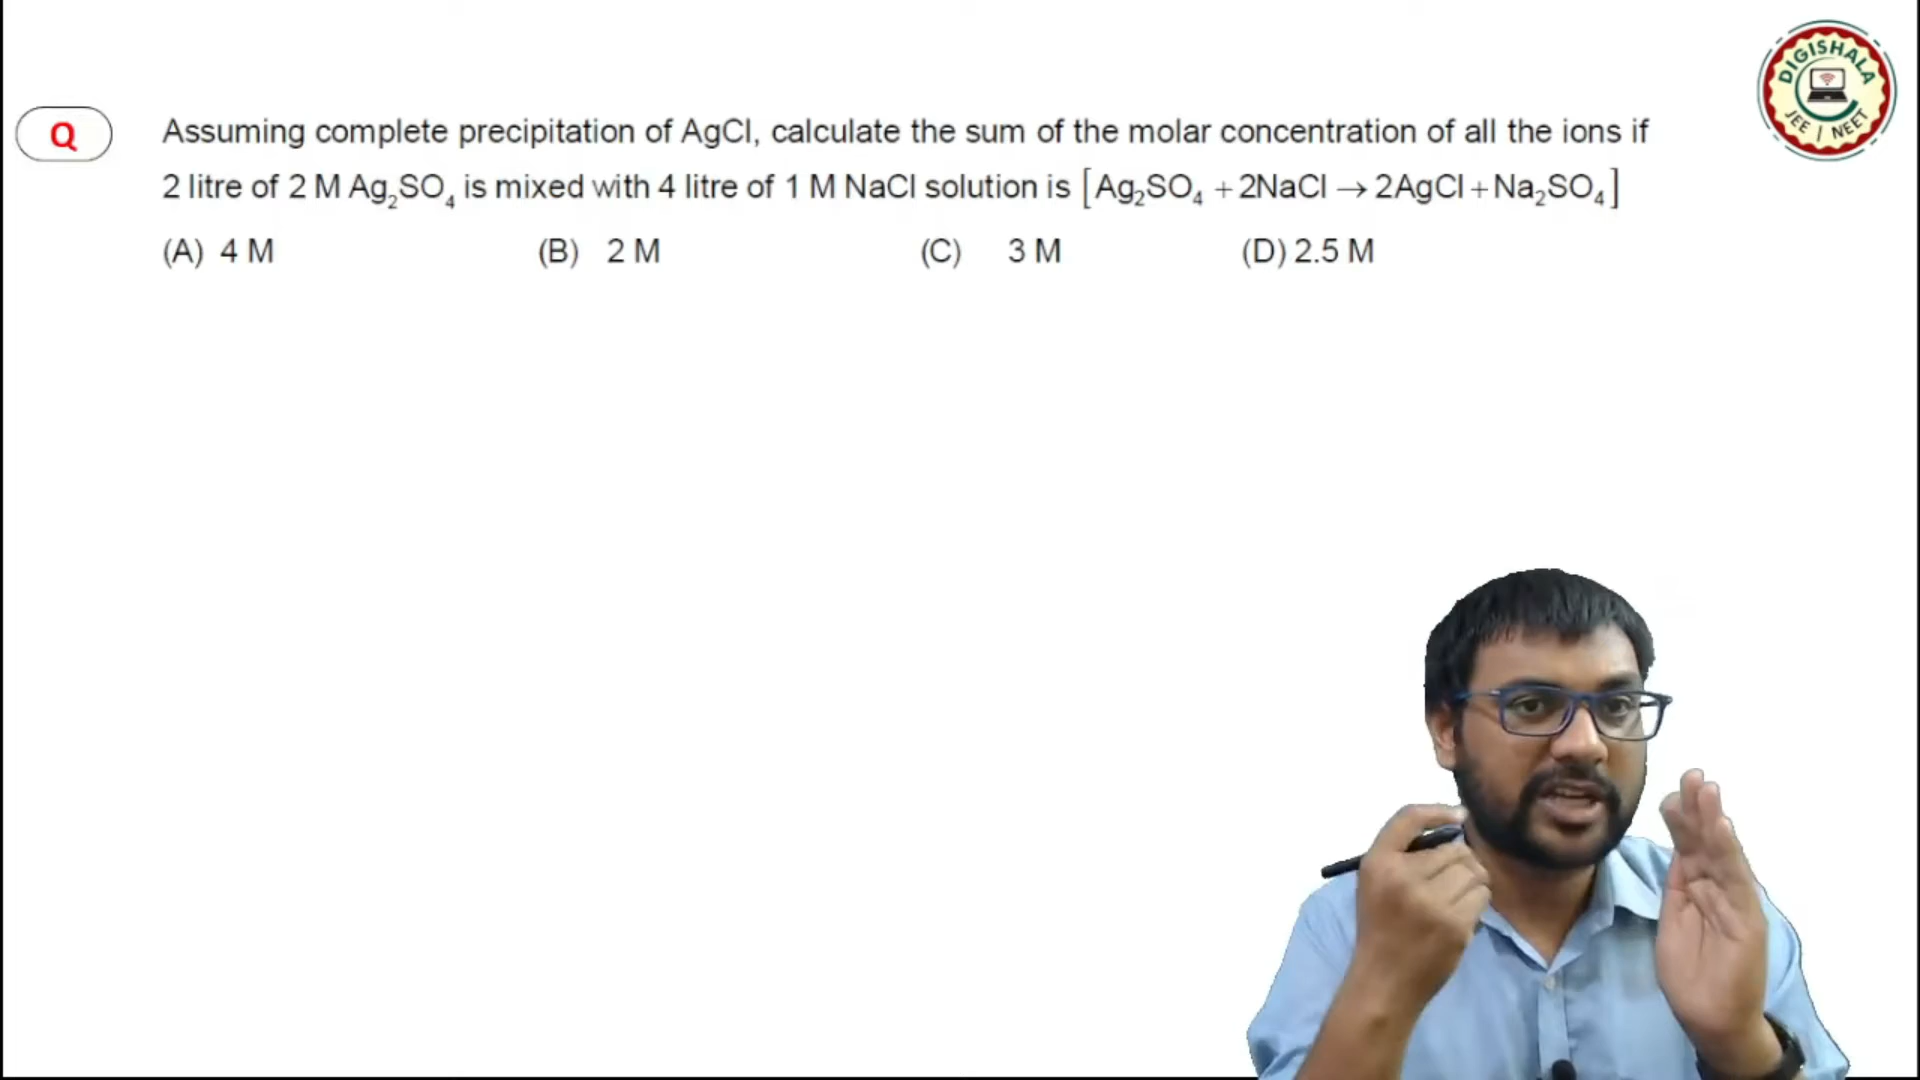 DIGISHALA
JEE | NEET
Q
Assuming complete precipitation of AgCl, calculate the sum of the molar concentration of all the ions if
2 litre of 2 M Ag₂SO₄ is mixed with 4 litre of 1 M NaCl solution is [Ag₂SO₄ + 2NaCl → 2AgCl + Na₂SO₄]
(A) 4 M (B) 2 M (C) 3 M (D) 2.5 M